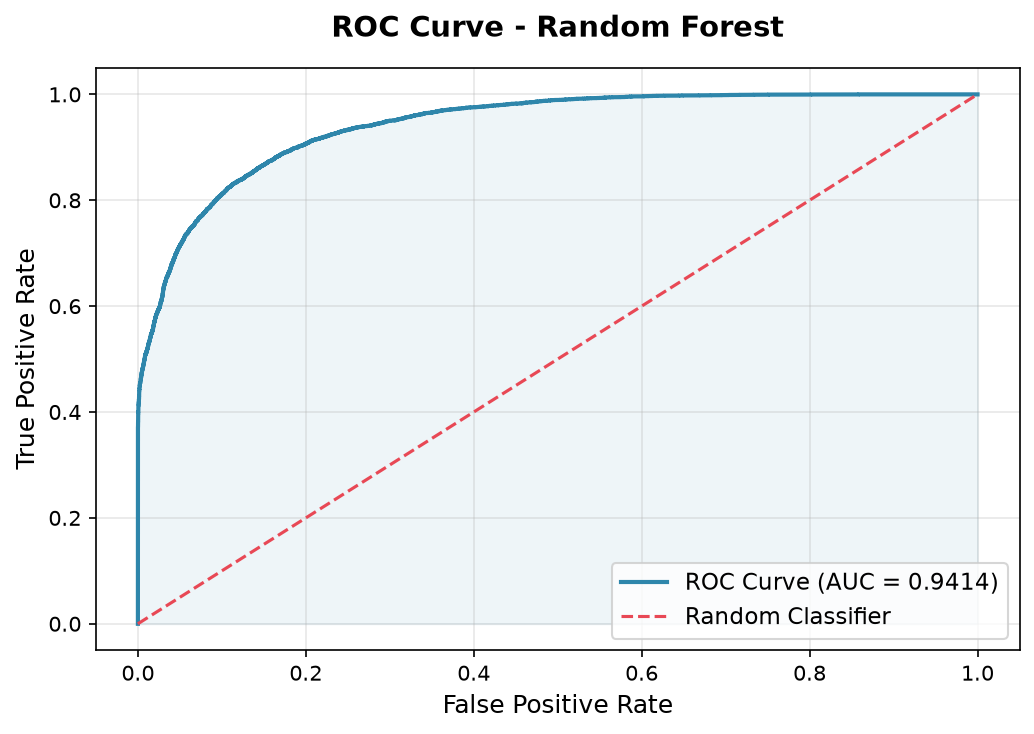 ROC Curve - Random Forest
True Positive Rate
1.0
0.8
0.6
0.4
0.2
0.0
ROC Curve (AUC = 0.9414)
Random Classifier
0.0
0.2
0.4
0.6
0.8
1.0
False Positive Rate